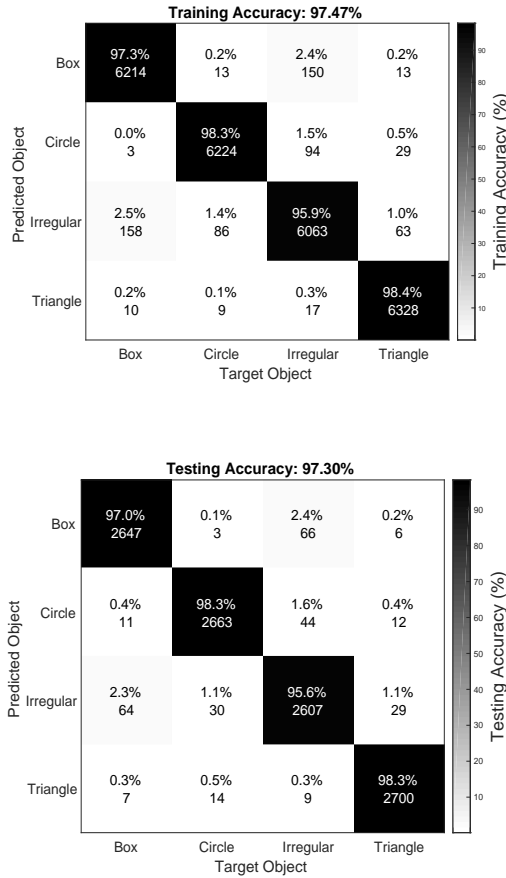 Training Accuracy: 97.47%
Predicted Object
Box
97.3% 0.2% 2.4% 0.2%
6214 13 150 13
Circle
0.0% 98.3% 1.5% 0.5%
3 6224 94 29
Irregular
2.5% 1.4% 95.9% 1.0%
158 86 6063 63
Triangle
0.2% 0.1% 0.3% 98.4%
10 9 17 6328
Box Circle Irregular Triangle
Target Object
90
80
70
60
50
40
30
20
10
Training Accuracy (%)
Testing Accuracy: 97.30%
Predicted Object
Box
97.0% 0.1% 2.4% 0.2%
2647 3 66 6
Circle
0.4% 98.3% 1.6% 0.4%
11 2663 44 12
Irregular
2.3% 1.1% 95.6% 1.1%
64 30 2607 29
Triangle
0.3% 0.5% 0.3% 98.3%
7 14 9 2700
Box Circle Irregular Triangle
Target Object
90
80
70
60
50
40
30
20
10
Testing Accuracy (%)